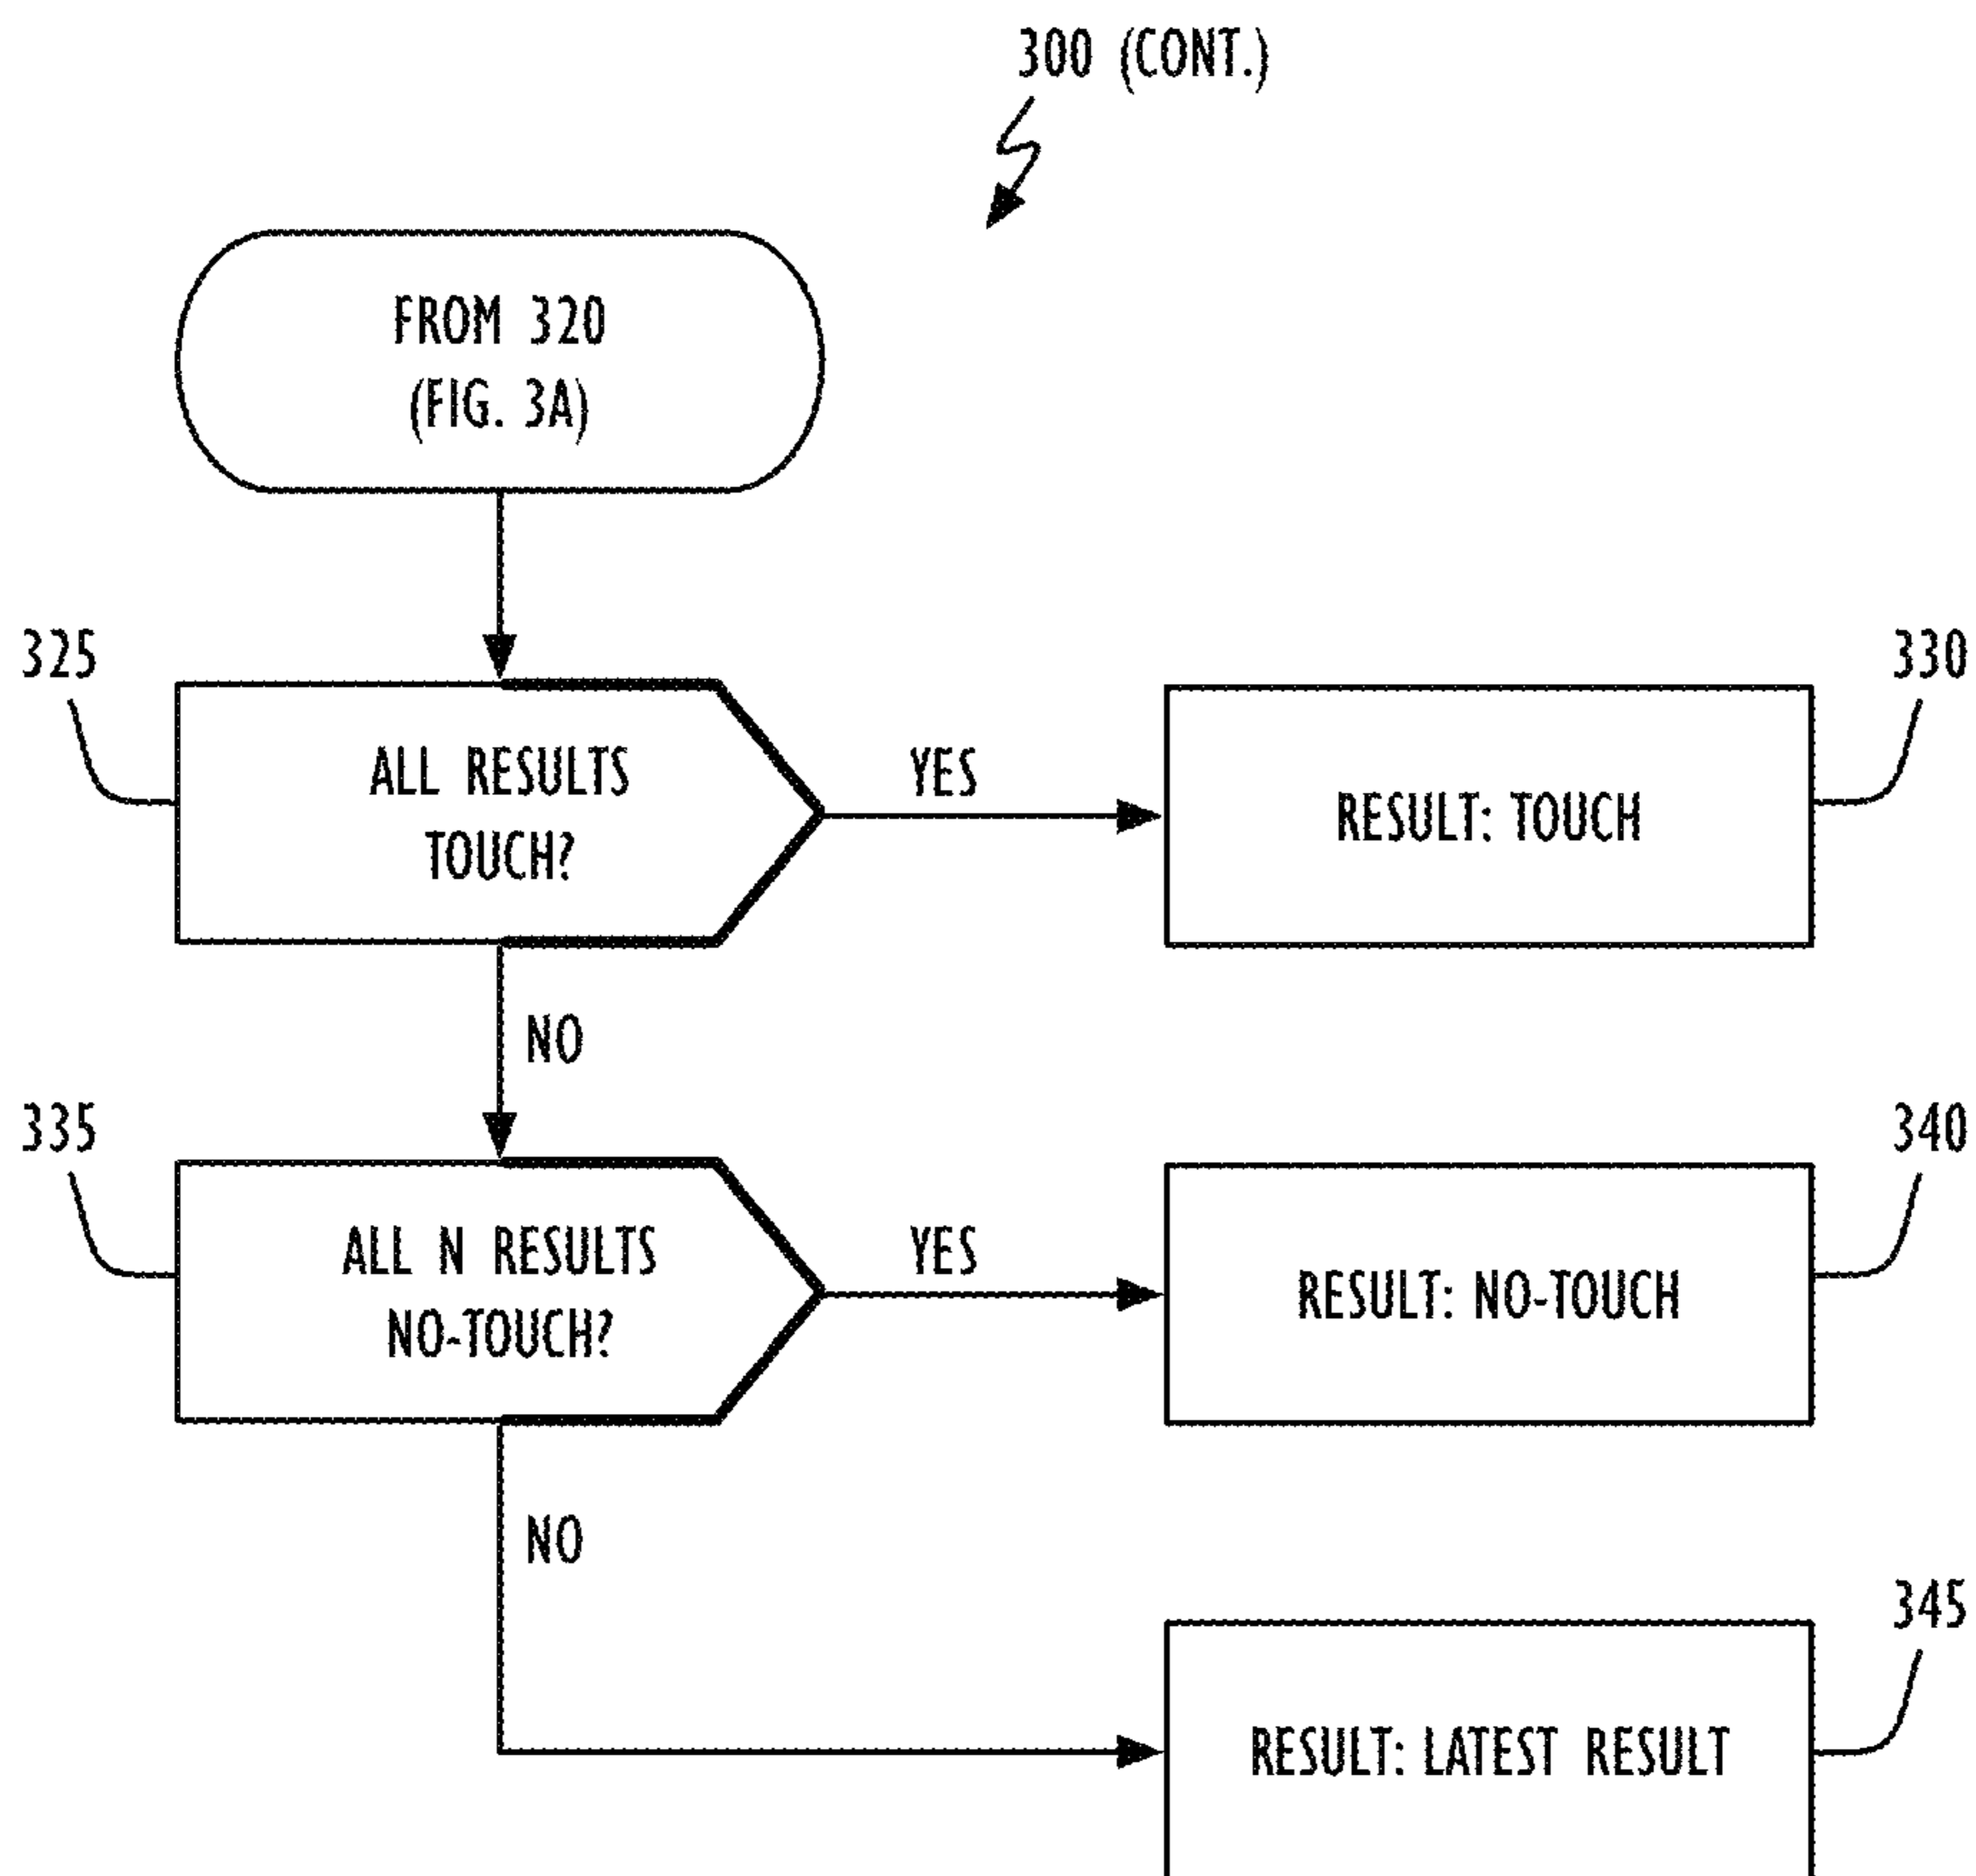 300 (CONT.)
FROM 320
(FIG. 3A)
325
ALL RESULTS
TOUCH?
YES
330
RESULT: TOUCH
NO
335
ALL N RESULTS
NO-TOUCH?
YES
340
RESULT: NO-TOUCH
NO
345
RESULT: LATEST RESULT